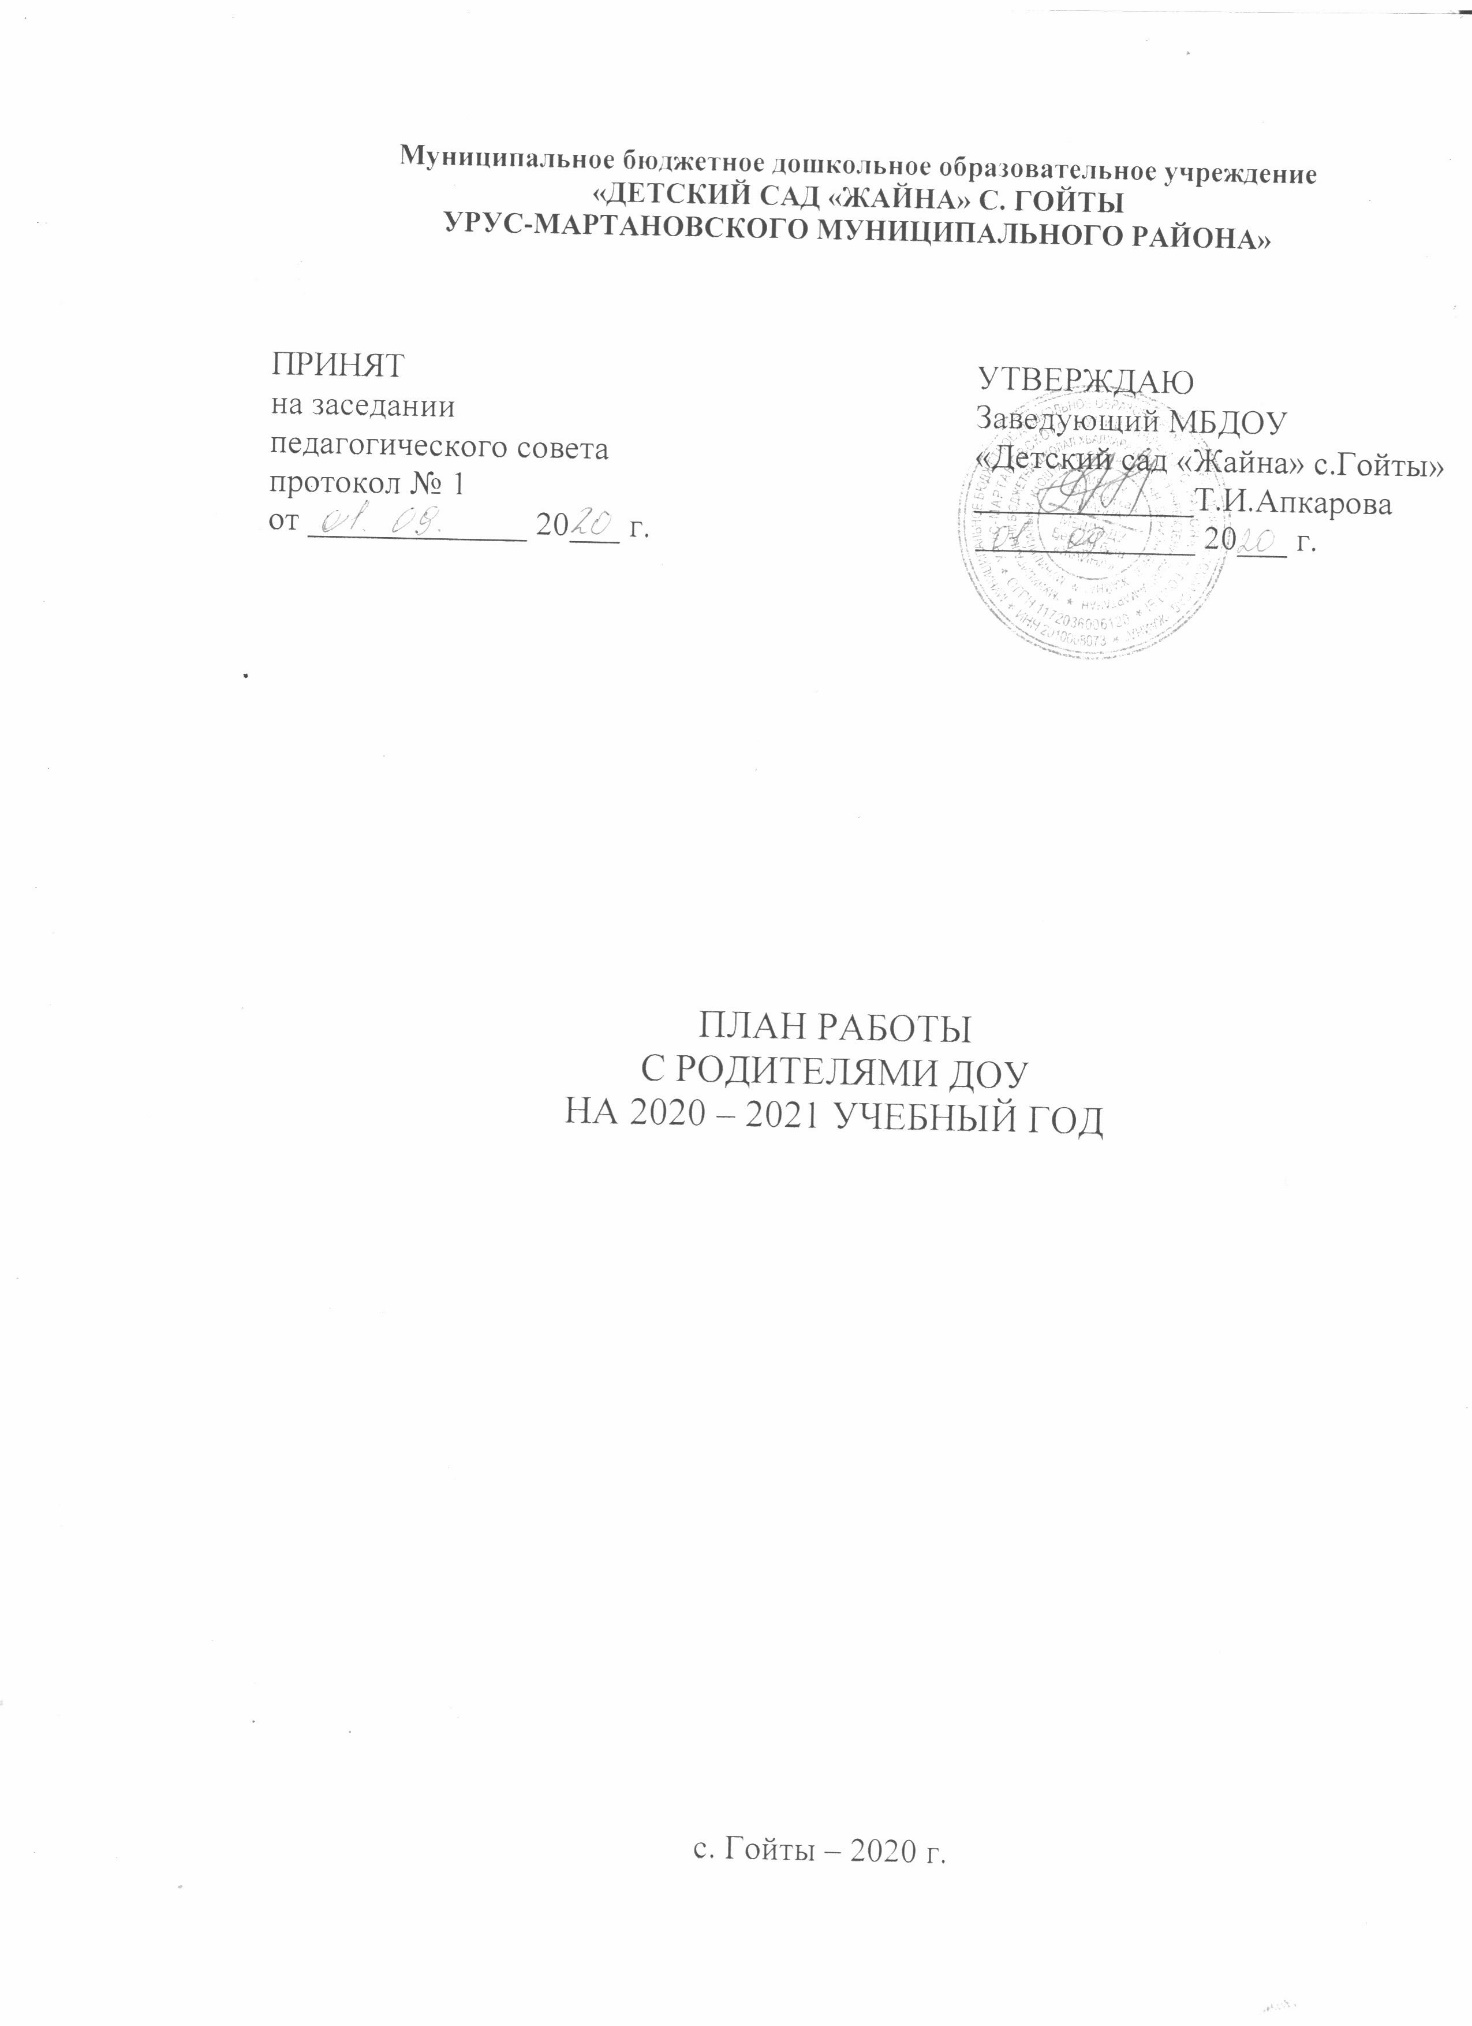 Муниципальное бюджетное дошкольное образовательное учреждение
«ДЕТСКИЙ САД «ЖАЙНА» С. ГОЙТЫ
УРУС-МАРТАНОВСКОГО МУНИЦИПАЛЬНОГО РАЙОНА»
ПРИНЯТ
на заседании
педагогического совета
протокол № 1
от 01. 09. 2020 г.
УТВЕРЖДАЮ
Заведующий МБДОУ
«Детский сад «Жайна» с.Гойты»
Т.И.Апкарова
01 09 2020 г.
ПЛАН РАБОТЫ
С РОДИТЕЛЯМИ ДОУ
НА 2020 – 2021 УЧЕБНЫЙ ГОД
с. Гойты – 2020 г.